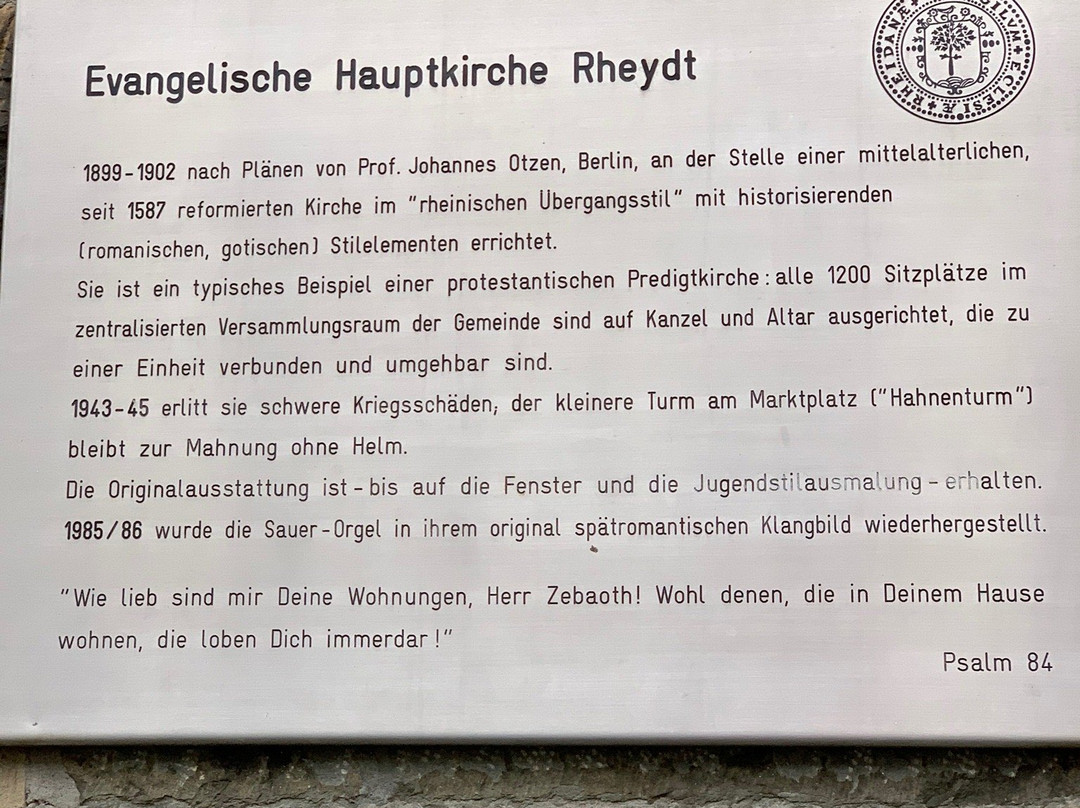 Evangelische Hauptkirche Rheydt
RHEIDANÆ + ECCLESIÆ +
1899-1902 nach Plänen von Prof. Johannes Otzen, Berlin, an der Stelle einer mittelalterlichen,
seit 1587 reformierten Kirche im "rheinischen Übergangsstil" mit historisierenden
(romanischen, gotischen) Stilelementen errichtet.
Sie ist ein typisches Beispiel einer protestantischen Predigtkirche: alle 1200 Sitzplätze im
zentralisierten Versammlungsraum der Gemeinde sind auf Kanzel und Altar ausgerichtet, die zu
einer Einheit verbunden und umgehbar sind.
1943-45 erlitt sie schwere Kriegsschäden; der kleinere Turm am Marktplatz ("Hahnenturm")
bleibt zur Mahnung ohne Helm.
Die Originalausstattung ist - bis auf die Fenster und die Jugendstilausmalung - erhalten.
1985/86 wurde die Sauer-Orgel in ihrem original spätromantischen Klangbild wiederhergestellt.
"Wie lieb sind mir Deine Wohnungen, Herr Zebaoth! Wohl denen, die in Deinem Hause
wohnen, die loben Dich immerdar!"
Psalm 84